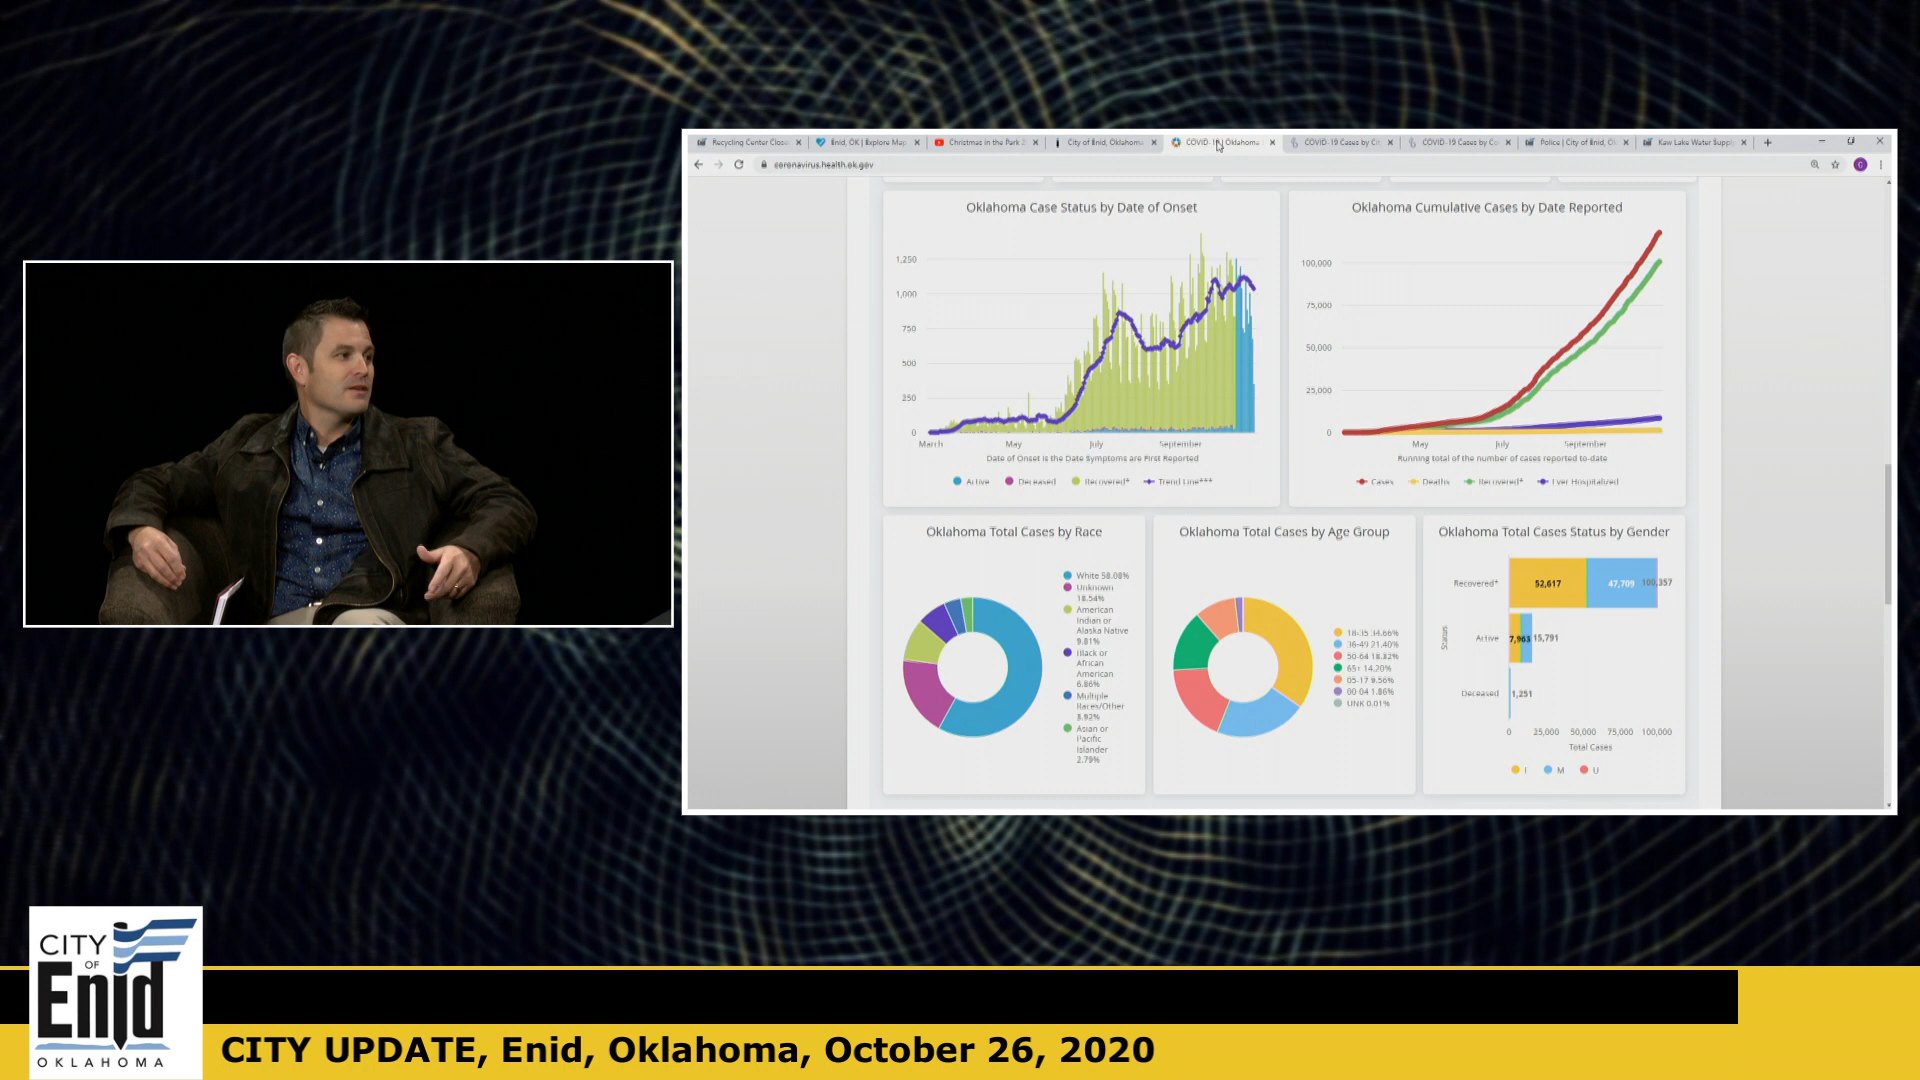 Recycling Center Closu
Enid, OK | Explore Map
Christmas in the Park
City of Enid, Oklahoma
COVID-19 | Oklahoma
COVID-19 Cases by Cit
COVID-19 Cases by Co
Police | City of Enid, O
Kaw Lake Water Suppl
coronavirus.health.ok.gov
Oklahoma Case Status by Date of Onset
1,250
1,000
750
500
250
0
March May July September
Date of Onset is the Date Symptoms are First Reported
Active Deceased Recovered* Trend Line***
Oklahoma Cumulative Cases by Date Reported
100,000
75,000
50,000
25,000
0
May July September
Running total of the number of cases reported to-date
Cases Deaths Recovered* Ever Hospitalized
Oklahoma Total Cases by Race
White 58.08%
Unknown
18.54%
American
Indian or
Alaska Native
9.81%
Black or
African
American
6.86%
Multiple
Races/Other
3.92%
Asian or
Pacific
Islander
2.79%
Oklahoma Total Cases by Age Group
18-35 34.66%
36-49 21.40%
50-64 18.32%
65+ 14.20%
05-17 9.56%
00-04 1.86%
UNK 0.01%
Oklahoma Total Cases Status by Gender
Status
Recovered* 52,617 47,709 100,357
Active 7,963 15,791
Deceased 1,251
0 25,000 50,000 75,000 100,000
Total Cases
F M U
CITY
OF
Enid
OKLAHOMA
CITY UPDATE, Enid, Oklahoma, October 26, 2020